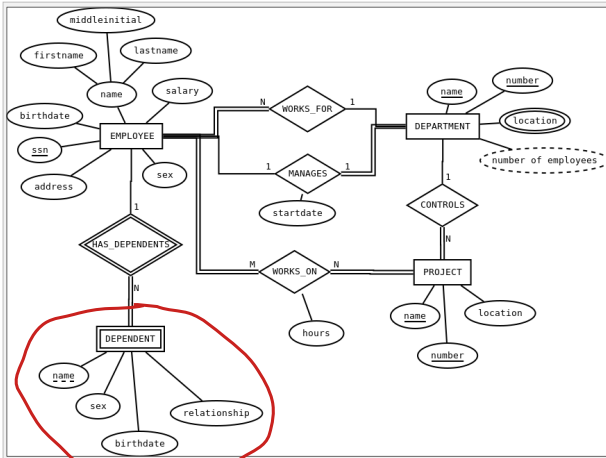 middleinitial
firstname
lastname
name
salary
birthdate
EMPLOYEE
ssn
address
sex
N
WORKS_FOR
1
name
number
location
DEPARTMENT
number of employees
1
MANAGES
1
startdate
1
CONTROLS
N
1
HAS_DEPENDENTS
N
M
WORKS_ON
N
hours
PROJECT
name
location
number
DEPENDENT
name
sex
relationship
birthdate